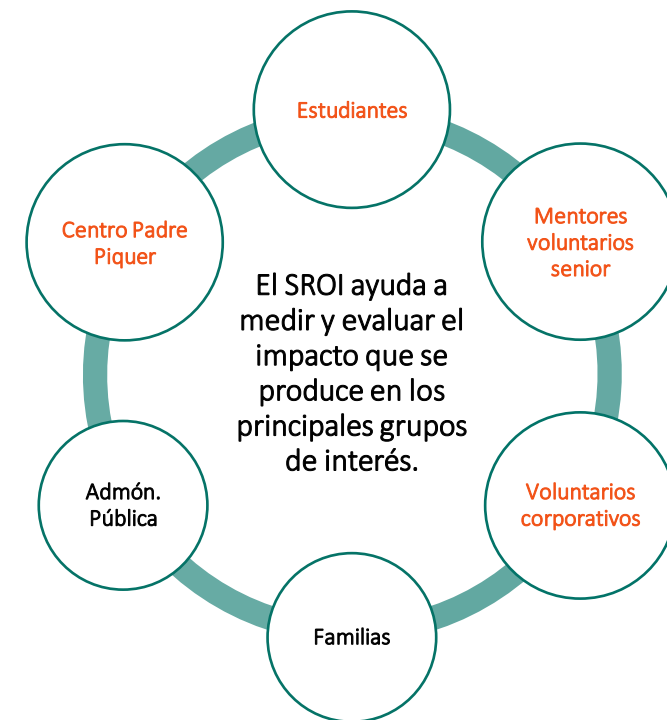 Estudiantes
Mentores
voluntarios
senior
Centro Padre
Piquer
El SROI ayuda a
medir y evaluar el
impacto que se
produce en los
principales grupos
de interés.
Voluntarios
corporativos
Admón.
Pública
Familias